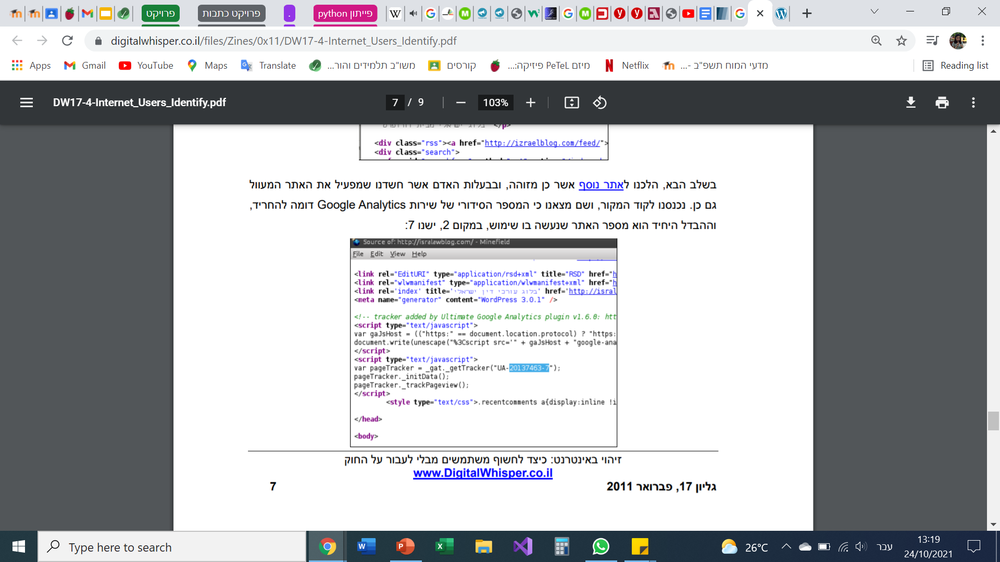 פרויקט
פרויקט כתבות
.
פייתון python
digitalwhisper.co.il/files/Zines/0x11/DW17-4-Internet_Users_Identify.pdf
Apps
Gmail
YouTube
Maps
Translate
משו"ב תלמידים והור...
קורסים
מיזם PeTeL פיזיקה:...
Netflix
מדעי המוח תשפ"ב -...
Reading list
DW17-4-Internet_Users_Identify.pdf
7 / 9
103%
<div class="rss"><a href="http://izraelblog.com/feed/">
<div class="search">
בשלב הבא, הלכנו לאתר נוסף אשר כן מזוהה, ובבעלות האדם אשר חשדנו שמפעיל את האתר המעוול
גם כן. נכנסנו לקוד המקור, ושם מצאנו כי המספר הסידורי של שירות Google Analytics דומה להחריד,
וההבדל היחיד הוא מספר האתר שנעשה בו שימוש, במקום 2, ישנו 7:
Source of: http://isralawblog.com/ - Minefield
File Edit View Help
<link rel="EditURI" type="application/rsd+xml" title="RSD" href="h
<link rel="wlwmanifest" type="application/wlwmanifest+xml" href="h
<link rel='index' title='בלוג עורכי דין ישראלי' href='http://isral
<meta name="generator" content="WordPress 3.0.1" />
<!-- tracker added by Ultimate Google Analytics plugin v1.6.0: htt
<script type="text/javascript">
var gaJsHost = (("https:" == document.location.protocol) ? "https:
document.write(unescape("%3Cscript src='" + gaJsHost + "google-ana
</script>
<script type="text/javascript">
var pageTracker = _gat._getTracker("UA-20137463-7");
pageTracker._initData();
pageTracker._trackPageview();
</script>
<style type="text/css">.recentcomments a{display:inline !i
</head>
<body>
זיהוי באינטרנט: כיצד לחשוף משתמשים מבלי לעבור על החוק
www.DigitalWhisper.co.il
גליון 17, פברואר 2011
7
Type here to search
26°C
עבר
13:19
24/10/2021